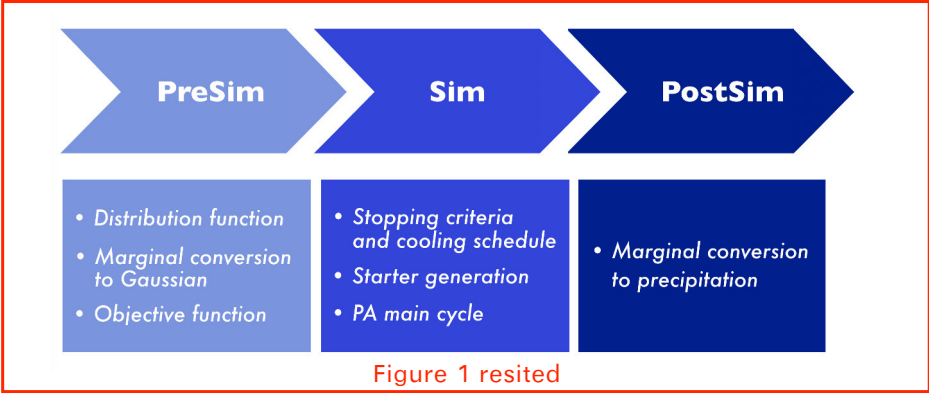 PreSim
Sim
PostSim
• Distribution function
• Marginal conversion
to Gaussian
• Objective function
• Stopping criteria
and cooling schedule
• Starter generation
• PA main cycle
• Marginal conversion
to precipitation
Figure 1 resited